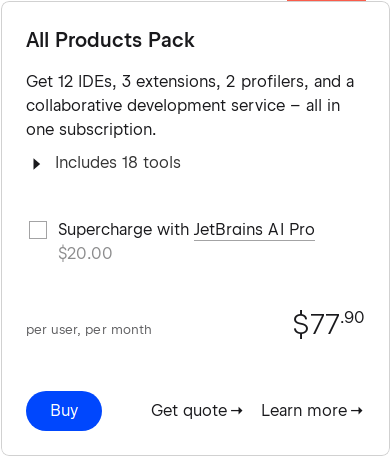 All Products Pack
Get 12 IDEs, 3 extensions, 2 profilers, and a
collaborative development service – all in
one subscription.
Includes 18 tools
Supercharge with JetBrains AI Pro
$20.00
per user, per month
$77.90
Buy
Get quote→
Learn more→